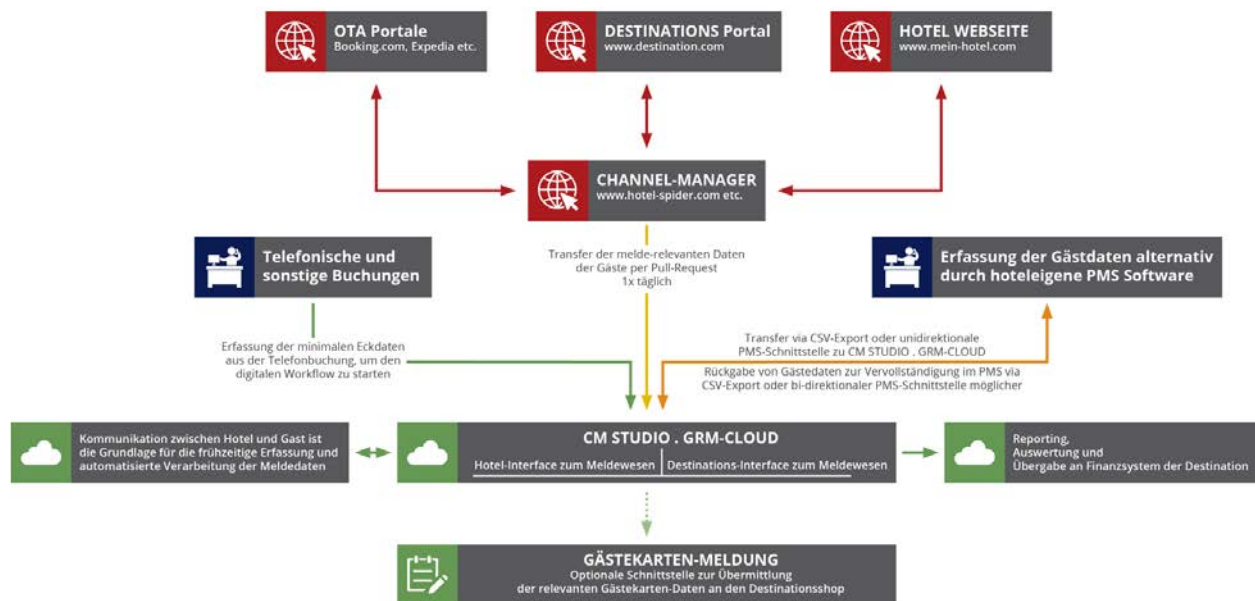 OTA Portale
Booking.com, Expedia etc.
DESTINATIONS Portal
www.destination.com
HOTEL WEBSEITE
www.mein-hotel.com
CHANNEL-MANAGER
www.hotel-spider.com etc.
Telefonische und
sonstige Buchungen
Transfer der melde-relevanten Daten
der Gäste per Pull-Request
1x täglich
Erfassung der Gästdaten alternativ
durch hoteleigene PMS Software
Erfassung der minimalen Eckdaten
aus der Telefonbuchung, um den
digitalen Workflow zu starten
Transfer via CSV-Export oder unidirektionale
PMS-Schnittstelle zu CM STUDIO . GRM-CLOUD
Rückgabe von Gästedaten zur Vervollständigung im PMS via
CSV-Export oder bi-direktionaler PMS-Schnittstelle möglicher
Kommunikation zwischen Hotel und Gast ist
die Grundlage für die frühzeitige Erfassung und
automatisierte Verarbeitung der Meldedaten
CM STUDIO . GRM-CLOUD
Hotel-Interface zum Meldewesen
Destinations-Interface zum Meldewesen
Reporting,
Auswertung und
Übergabe an Finanzsystem der Destination
GÄSTEKARTEN-MELDUNG
Optionale Schnittstelle zur Übermittlung
der relevanten Gästekarten-Daten an den Destinationsshop